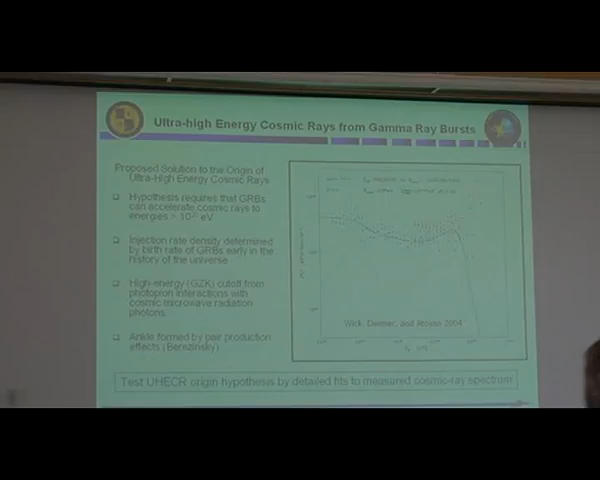 Ultra-high Energy Cosmic Rays from Gamma Ray Bursts
Proposed Solution to the Origin of
Ultra-High Energy Cosmic Rays
Hypothesis requires that GRBs
can accelerate cosmic rays to
energies > 10²⁰ eV
Injection rate density determined
by birth rate of GRBs early in the
history of the universe
High-energy (GZK) cutoff from
photopion interactions with
cosmic microwave radiation
photons
Ankle formed by pair production
effects (Berezinsky)
Wick, Dermer, and Atoyan 2004
Test UHECR origin hypothesis by detailed fits to measured cosmic-ray spectrum